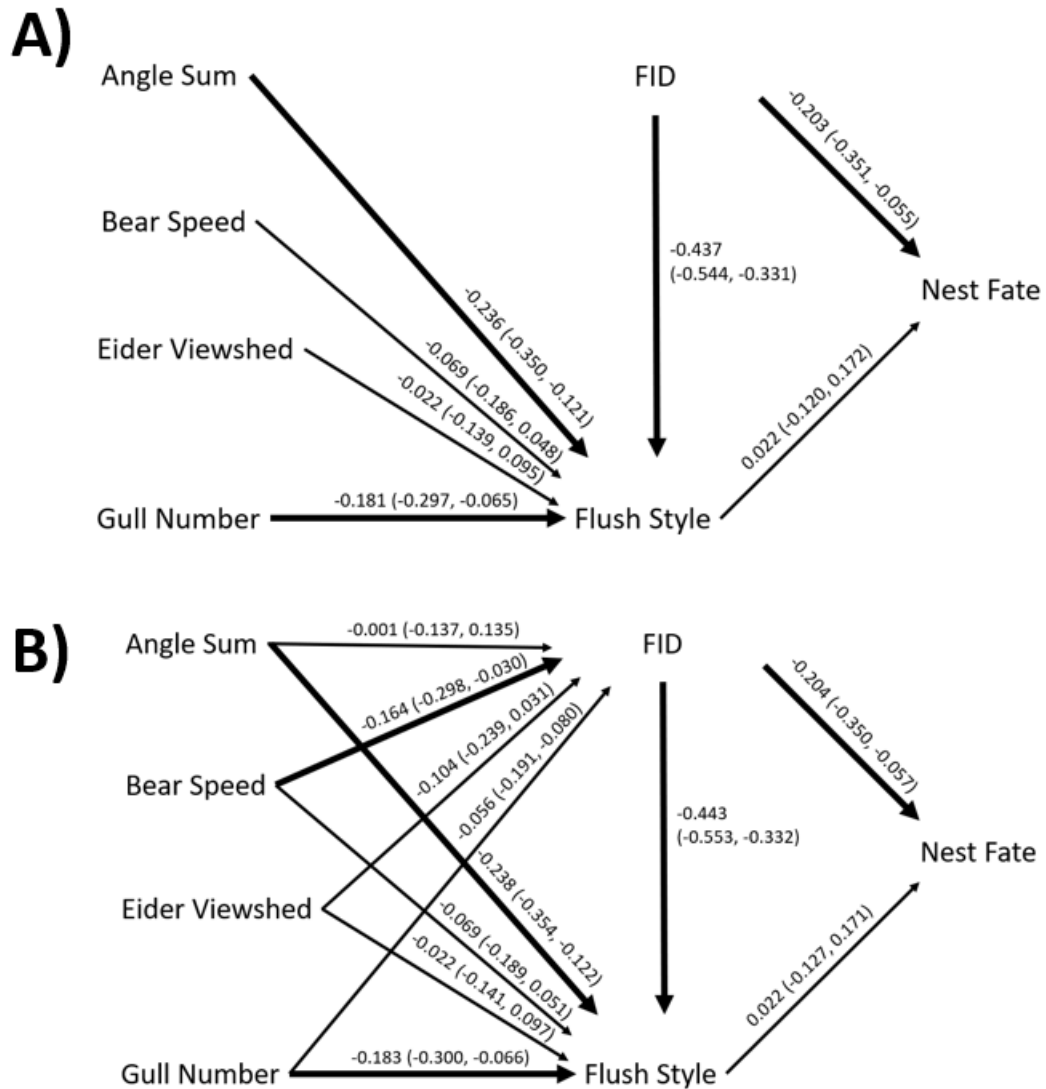 A)
Angle Sum
FID
-0.203 (-0.351, -0.055)
Bear Speed
-0.437
(-0.544, -0.331)
Nest Fate
-0.236 (-0.350, -0.121)
Eider Viewshed
-0.069 (-0.186, 0.048)
-0.022 (-0.139, 0.095)
0.022 (-0.120, 0.172)
Gull Number
-0.181 (-0.297, -0.065)
Flush Style
B)
Angle Sum
-0.001 (-0.137, 0.135)
FID
-0.164 (-0.298, -0.030)
-0.204 (-0.350, -0.057)
-0.104 (-0.239, 0.031)
-0.056 (-0.191, -0.080)
Bear Speed
-0.443
(-0.553, -0.332)
Nest Fate
-0.238 (-0.354, -0.122)
Eider Viewshed
-0.069 (-0.189, 0.051)
-0.022 (-0.141, 0.097)
0.022 (-0.127, 0.171)
Gull Number
-0.183 (-0.300, -0.066)
Flush Style